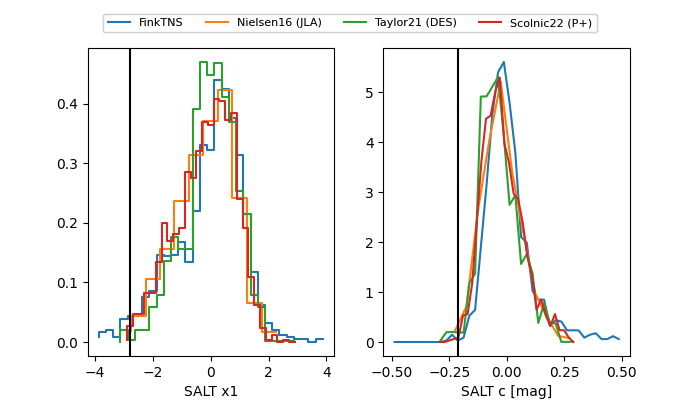 FinkTNS Nielsen16 (JLA) Taylor21 (DES) Scolnic22 (P+)
0.4
0.3
0.2
0.1
0.0
−4 −2 0 2 4
SALT x1
5
4
3
2
1
0
−0.50 −0.25 0.00 0.25 0.50
SALT c [mag]